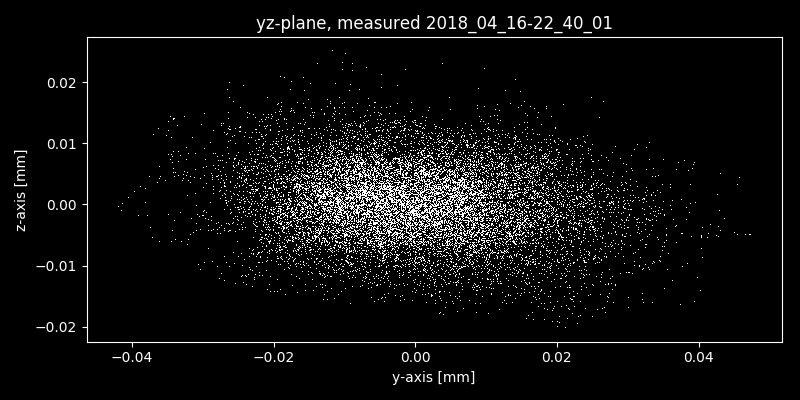 yz-plane, measured 2018_04_16-22_40_01
0.02
0.01
0.00
−0.01
−0.02
z-axis [mm]
−0.04 −0.02 0.00 0.02 0.04
y-axis [mm]